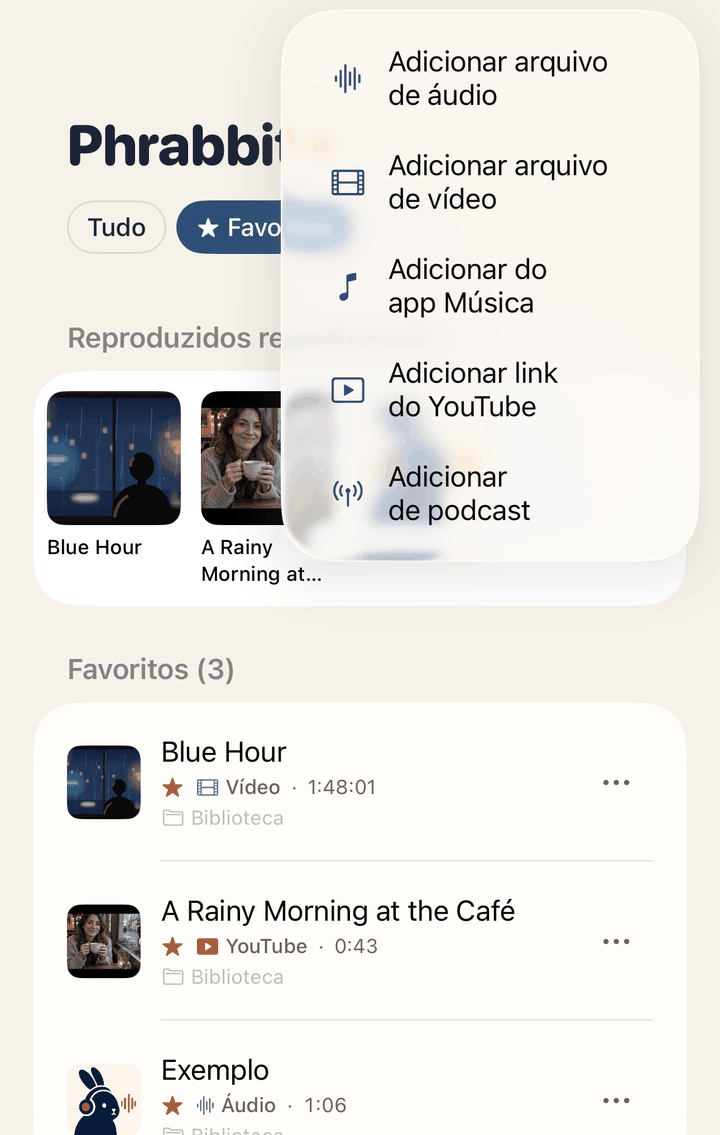 Adicionar arquivo
de áudio
Adicionar arquivo
de vídeo
Adicionar do
app Música
Adicionar link
do YouTube
Adicionar
de podcast
Phrabbit
Tudo
Reproduzidos
Blue Hour
A Rainy
Morning at...
Favoritos (3)
Blue Hour
Vídeo · 1:48:01
Biblioteca
A Rainy Morning at the Café
YouTube · 0:43
Biblioteca
Exemplo
Áudio · 1:06
Biblioteca